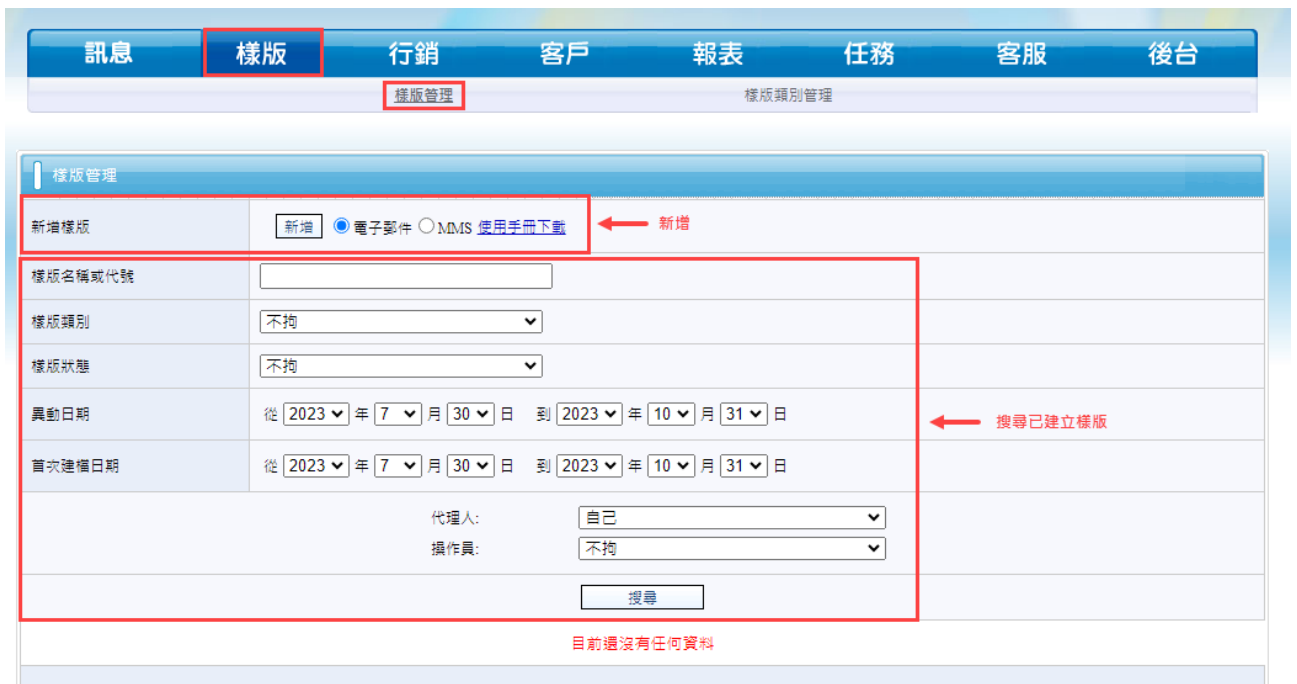 訊息 樣版 行銷 客戶 報表 任務 客服 後台
樣版管理 樣版類別管理
樣版管理
新增樣版 新增 電子郵件 MMS 使用手冊下載 新增
樣版名稱或代號
樣版類別 不拘
樣版狀態 不拘
異動日期 從 2023 年 7 月 30 日 到 2023 年 10 月 31 日 搜尋已建立樣版
首次建檔日期 從 2023 年 7 月 30 日 到 2023 年 10 月 31 日
代理人: 自己
操作員: 不拘
搜尋
目前還沒有任何資料